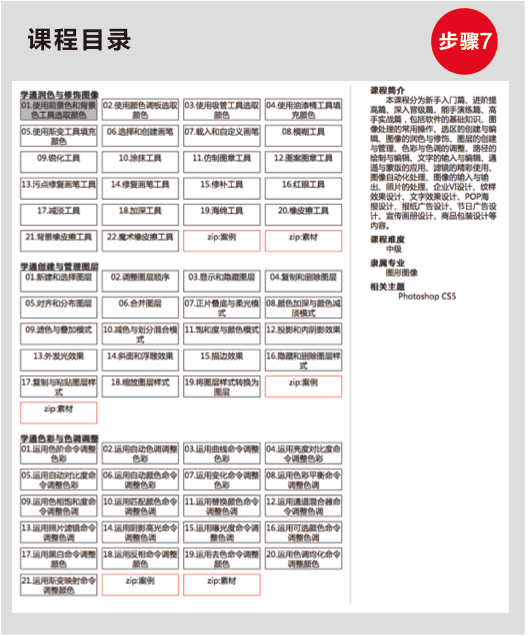 课程目录
步骤7
学通润色与修饰图像
01.使用前景色和背景
色工具选取颜色
02.使用颜色调板选取
颜色
03.使用吸管工具选取
颜色
04.使用油漆桶工具填
充颜色
05.使用渐变工具填充
颜色
06.选择和创建画笔
07.载入和自定义画笔
08.模糊工具
09.锐化工具
10.涂抹工具
11.仿制图章工具
12.图案图章工具
13.污点修复画笔工具
14.修复画笔工具
15.修补工具
16.红眼工具
17.减淡工具
18.加深工具
19.海绵工具
20.橡皮擦工具
21.背景橡皮擦工具
22.魔术橡皮擦工具
zip:案例
zip:素材
学通创建与管理图层
01.新建和选择图层
02.调整图层顺序
03.显示和隐藏图层
04.复制和删除图层
05.对齐和分布图层
06.合并图层
07.正片叠底与柔光模
式
08.颜色加深与颜色减
淡模式
09.滤色与叠加模式
10.减色与划分混合模
式
11.饱和度与颜色模式
12.投影和内阴影效果
13.外发光效果
14.斜面和浮雕效果
15.描边效果
16.隐藏和删除图层样
式
17.复制与粘贴图层样
式
18.缩放图层样式
19.将图层样式转换为
图层
zip:案例
zip:素材
学通色彩与色调调整
01.运用色阶命令调整
色彩
02.运用自动色调调整
色彩
03.运用曲线命令调整
色彩
04.运用亮度对比度命
令调整色彩
05.运用自动对比度命
令调整色彩
06.运用自动颜色命令
调整色彩
07.运用变化命令调整
色彩
08.运用色彩平衡命令
调整色调
09.运用色相饱和度命
令调整色调
10.运用匹配颜色命令
调整色调
11.运用替换颜色命令
调整色调
12.运用通道混合器命
令调整色调
13.运用照片滤镜命令
调整色调
14.运用阴影高光命令
调整色调
15.运用曝光度命令调
整色调
16.运用可选颜色命令
调整色调
17.运用黑白命令调整
颜色
18.运用反相命令调整
颜色
19.运用去色命令调整
颜色
20.运用色调均化命令
调整颜色
21.运用渐变映射命令
调整颜色
zip:案例
zip:素材
课程简介
本课程分为新手入门篇、进阶提
高篇、深入晋级篇、能手演练篇、高
手实战篇，包括软件的基础知识、图
像处理的常用操作、选区的创建与编
辑、图像的润色与修饰、图层的创建
与管理、色彩与色调的调整、路径的
绘制与编辑、文字的输入与编辑、通
道与蒙版的应用、滤镜的精彩使用、
图像自动化处理、图像的输入与输
出、照片的处理、企业VI设计、纹样
效果设计、文字效果设计、POP海
报设计、报纸广告设计、节日广告设
计、宣传画册设计、商品包装设计等
内容。
课程难度
中级
隶属专业
图形图像
相关主题
Photoshop CS5